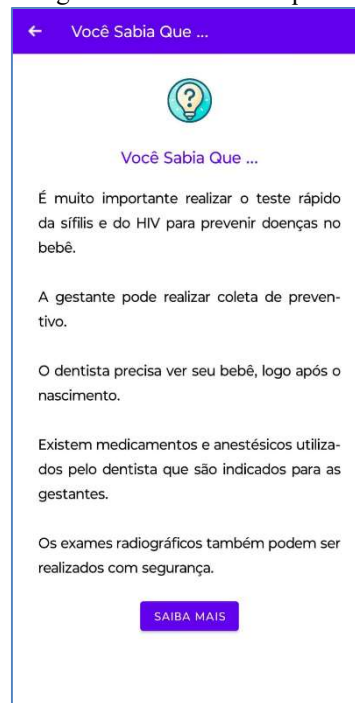 Você Sabia Que ...
Você Sabia Que ...
É muito importante realizar o teste rápido
da sífilis e do HIV para prevenir doenças no
bebê.
A gestante pode realizar coleta de preven-
tivo.
O dentista precisa ver seu bebê, logo após o
nascimento.
Existem medicamentos e anestésicos utiliza-
dos pelo dentista que são indicados para as
gestantes.
Os exames radiográficos também podem ser
realizados com segurança.
SAIBA MAIS